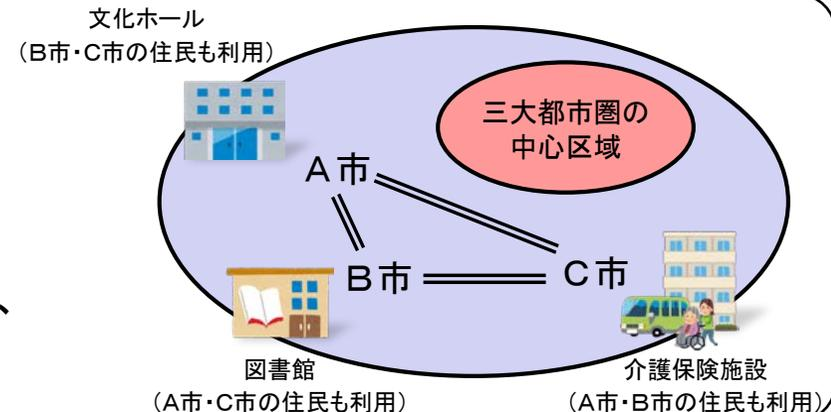 文化ホール
（B市・C市の住民も利用）
三大都市圏の
中心区域
A市
B市
C市
図書館
（A市・C市の住民も利用）
介護保険施設
（A市・B市の住民も利用）